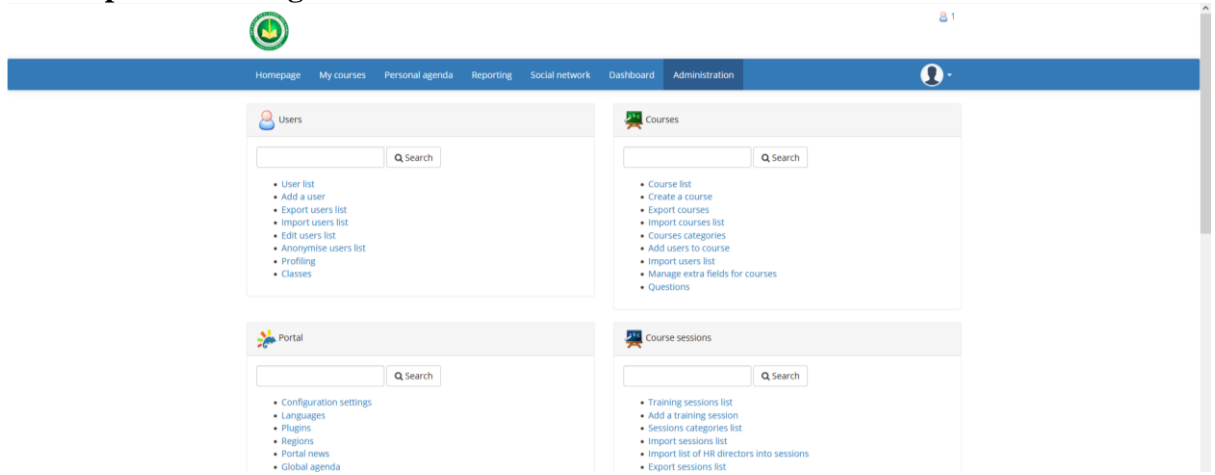 1
Homepage My courses Personal agenda Reporting Social network Dashboard Administration
Users
Search
User list
Add a user
Export users list
Import users list
Edit users list
Anonymise users list
Profiling
Classes
Courses
Search
Course list
Create a course
Export courses
Import courses list
Courses categories
Add users to course
Import users list
Manage extra fields for courses
Questions
Portal
Search
Configuration settings
Languages
Plugins
Regions
Portal news
Global agenda
Course sessions
Search
Training sessions list
Add a training session
Sessions categories list
Import sessions list
Import list of HR directors into sessions
Export sessions list